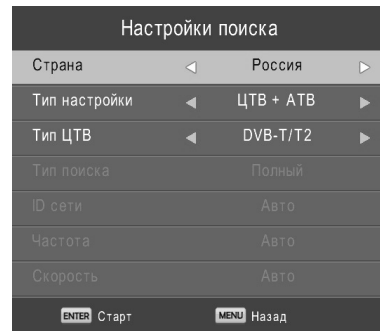 Настройки поиска
Страна Россия
Тип настройки ЦТВ + АТВ
Тип ЦТВ DVB-T/T2
Тип поиска Полный
ID сети Авто
Частота Авто
Скорость Авто
ENTER Старт MENU Назад